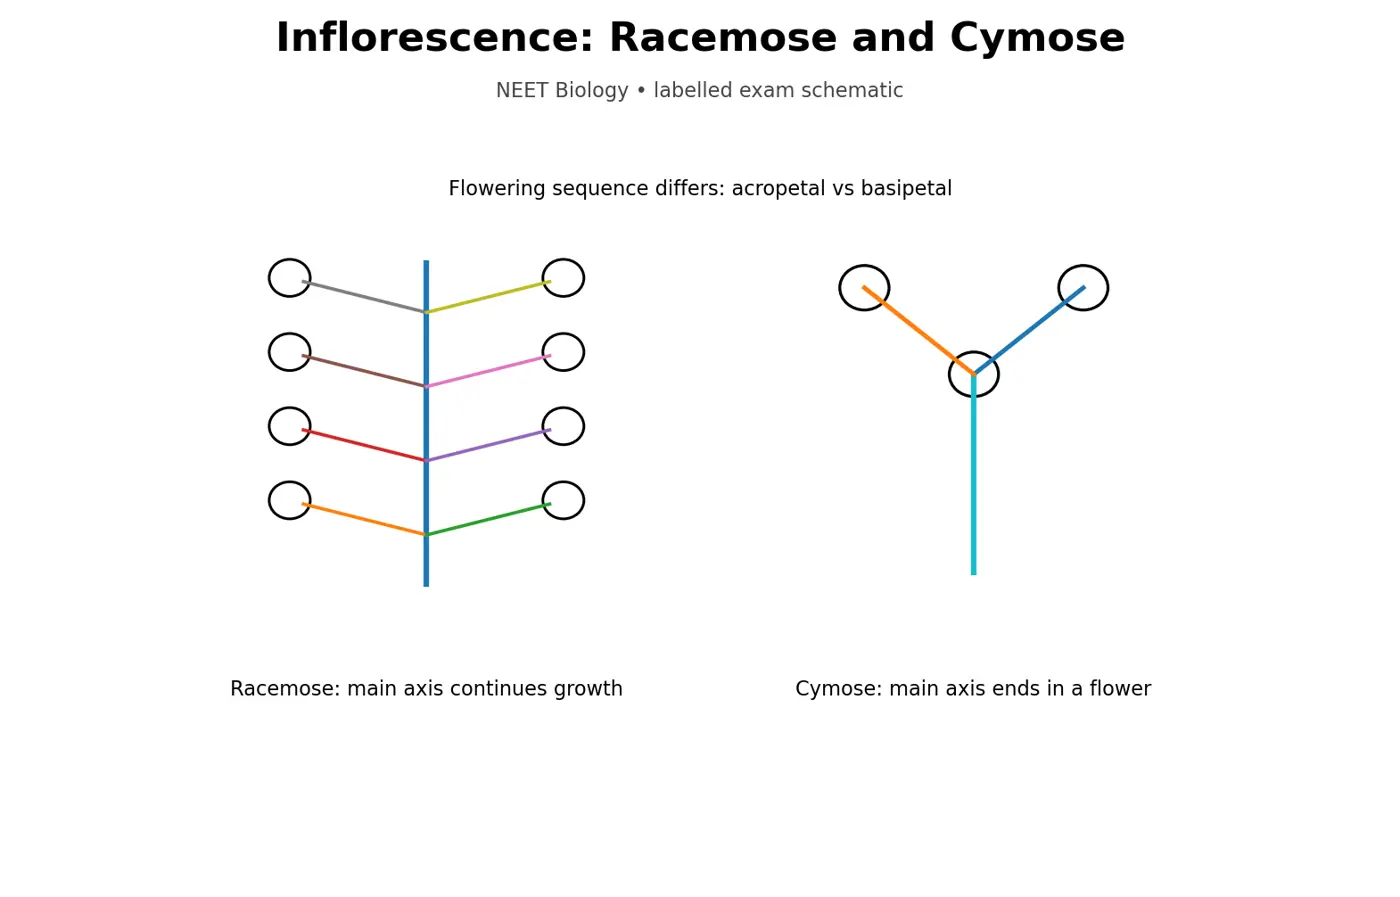 Inflorescence: Racemose and Cymose
NEET Biology • labelled exam schematic
Flowering sequence differs: acropetal vs basipetal
Racemose: main axis continues growth
Cymose: main axis ends in a flower